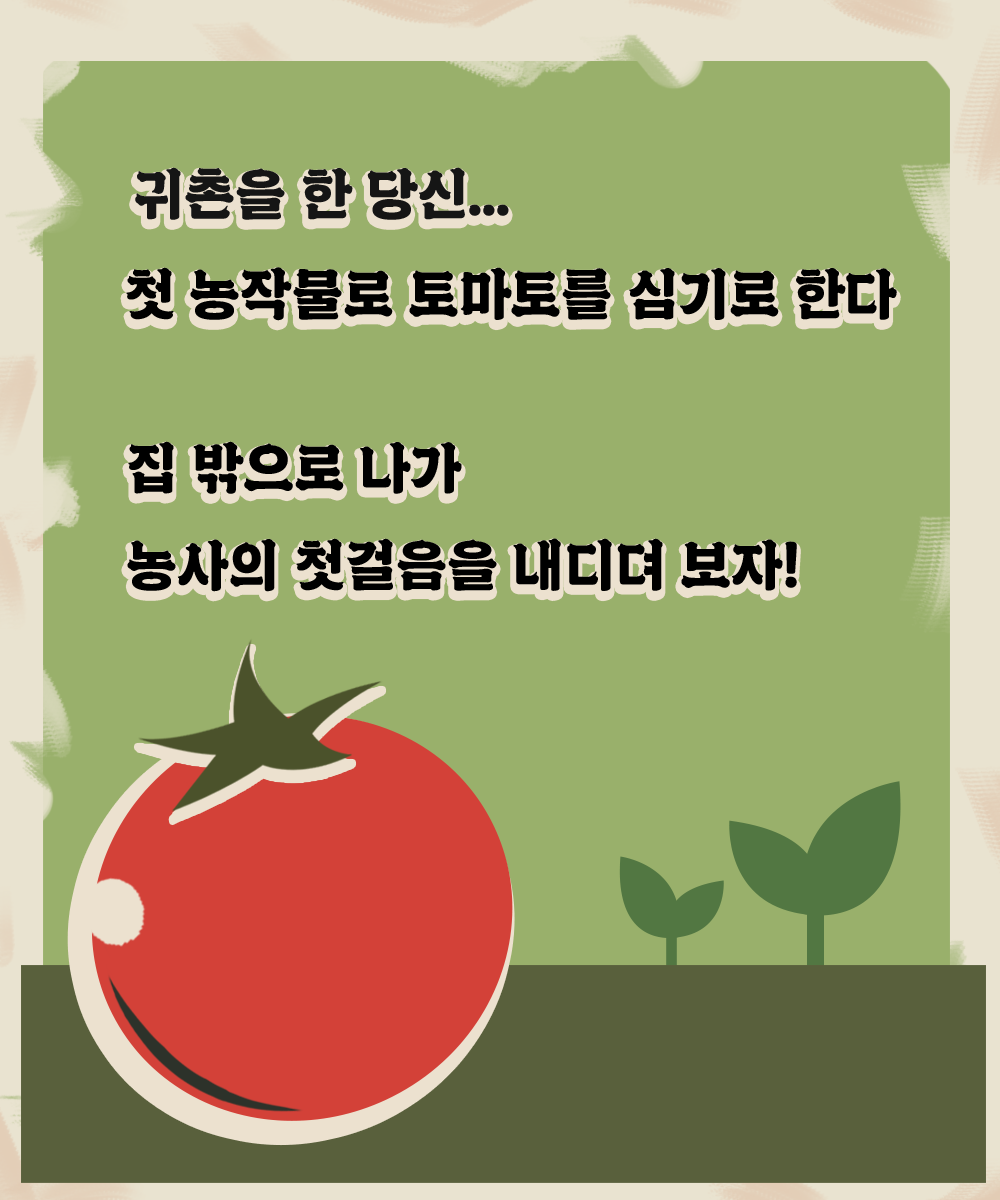 귀촌을 한 당신...
첫 농작물로 토마토를 심기로 한다
집 밖으로 나가
농사의 첫걸음을 내디뎌 보자!